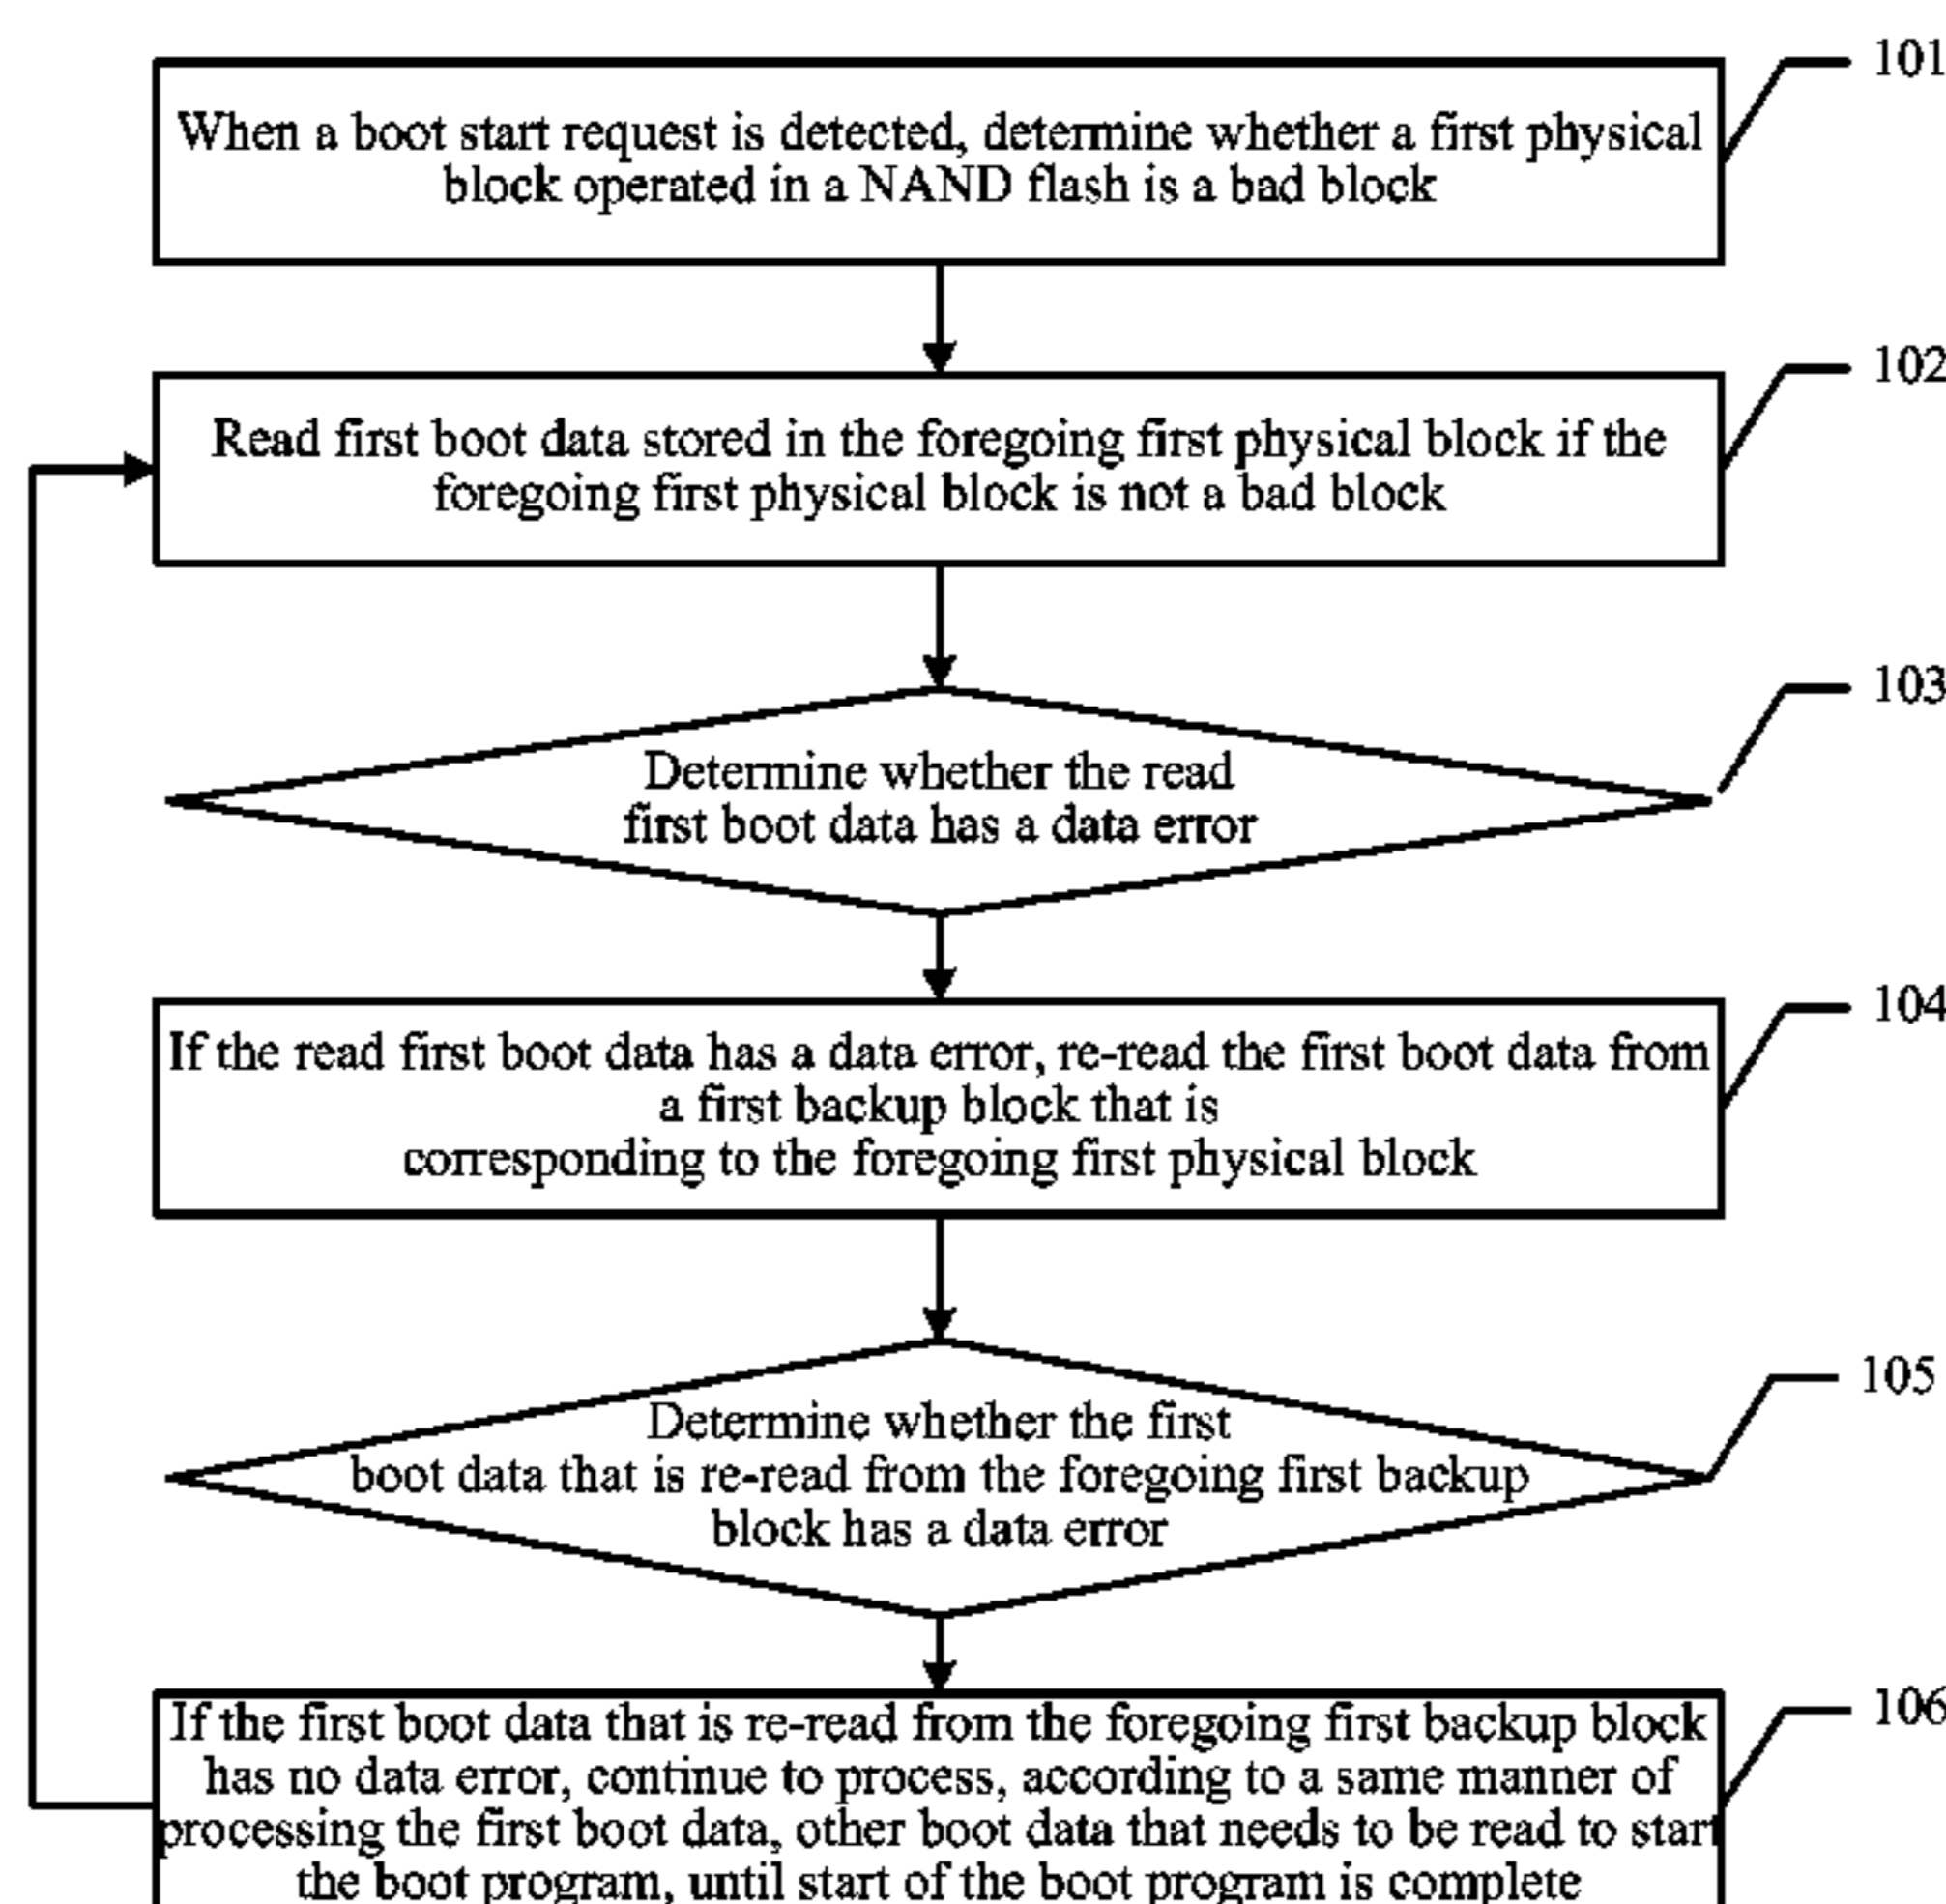 101
When a boot start request is detected, determine whether a first physical
block operated in a NAND flash is a bad block
102
Read first boot data stored in the foregoing first physical block if the
foregoing first physical block is not a bad block
103
Determine whether the read
first boot data has a data error
104
If the read first boot data has a data error, re-read the first boot data from
a first backup block that is
corresponding to the foregoing first physical block
105
Determine whether the first
boot data that is re-read from the foregoing first backup
block has a data error
106
If the first boot data that is re-read from the foregoing first backup block
has no data error, continue to process, according to a same manner of
processing the first boot data, other boot data that needs to be read to start
the boot program, until start of the boot program is complete